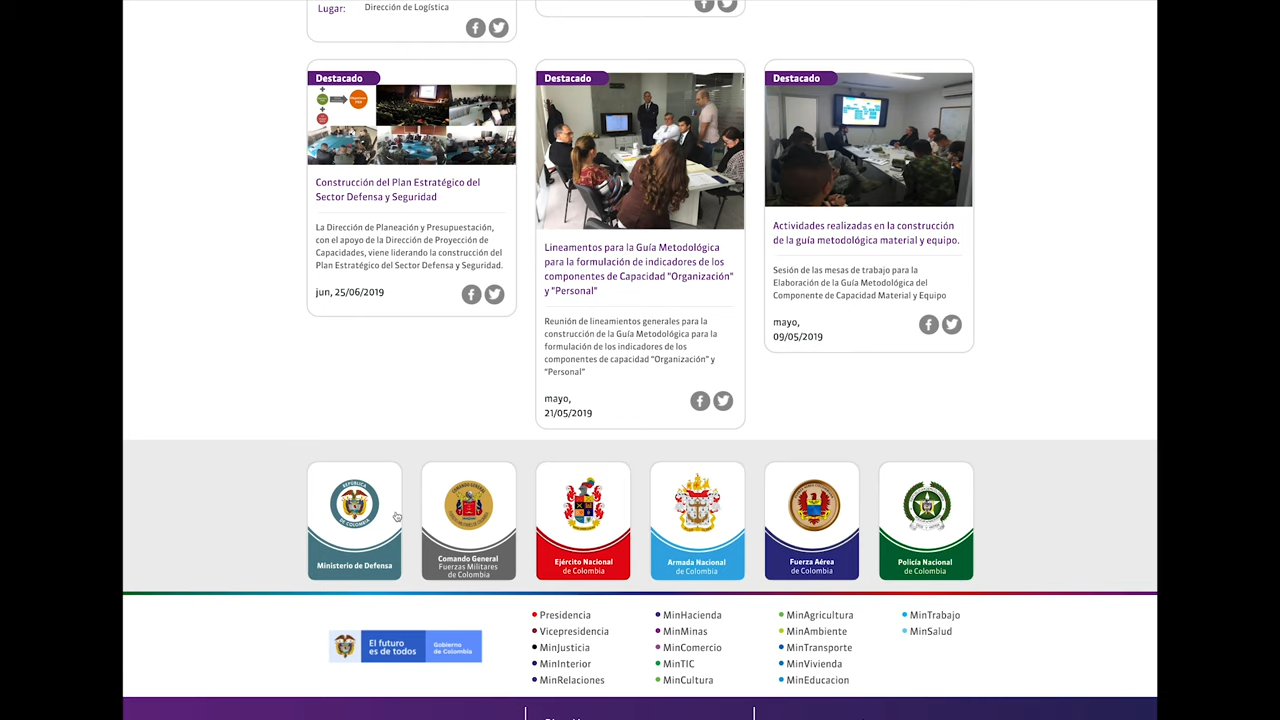 Lugar:
Dirección de Logística
Destacado
Construcción del Plan Estratégico del
Sector Defensa y Seguridad
La Dirección de Planeación y Presupuestación,
con el apoyo de la Dirección de Proyección de
Capacidades, viene liderando la construcción del
Plan Estratégico del Sector Defensa y Seguridad.
jun, 25/06/2019
Destacado
Lineamentos para la Guía Metodológica
para la formulación de indicadores de los
componentes de Capacidad "Organización"
y "Personal"
Reunión de lineamientos generales para la
construcción de la Guía Metodológica para la
formulación de los indicadores de los
componentes de capacidad "Organización" y
"Personal"
mayo,
21/05/2019
Destacado
Actividades realizadas en la construcción
de la guía metodológica material y equipo.
Sesión de las mesas de trabajo para la
Elaboración de la Guía Metodológica del
Componente de Capacidad Material y Equipo
mayo,
09/05/2019
REPÚBLICA
DE COLOMBIA
Ministerio de Defensa
COMANDO GENERAL
FUERZAS MILITARES DE COLOMBIA
Comando General
Fuerzas Militares
de Colombia
Ejército Nacional
de Colombia
Armada Nacional
de Colombia
Fuerza Aérea
de Colombia
Policía Nacional
de Colombia
El futuro
es de todos
Gobierno
de Colombia
Presidencia
Vicepresidencia
MinJusticia
MinInterior
MinRelaciones
MinHacienda
MinMinas
MinComercio
MinTIC
MinCultura
MinAgricultura
MinAmbiente
MinTransporte
MinVivienda
MinEducacion
MinTrabajo
MinSalud